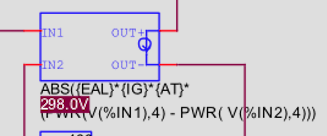 IN1 OUT+
IN2 OUT-
ABS({EAL}*{IG}*{AT}*
298.0V
(PWR(V(%IN1),4) - PWR( V(%IN2),4)))